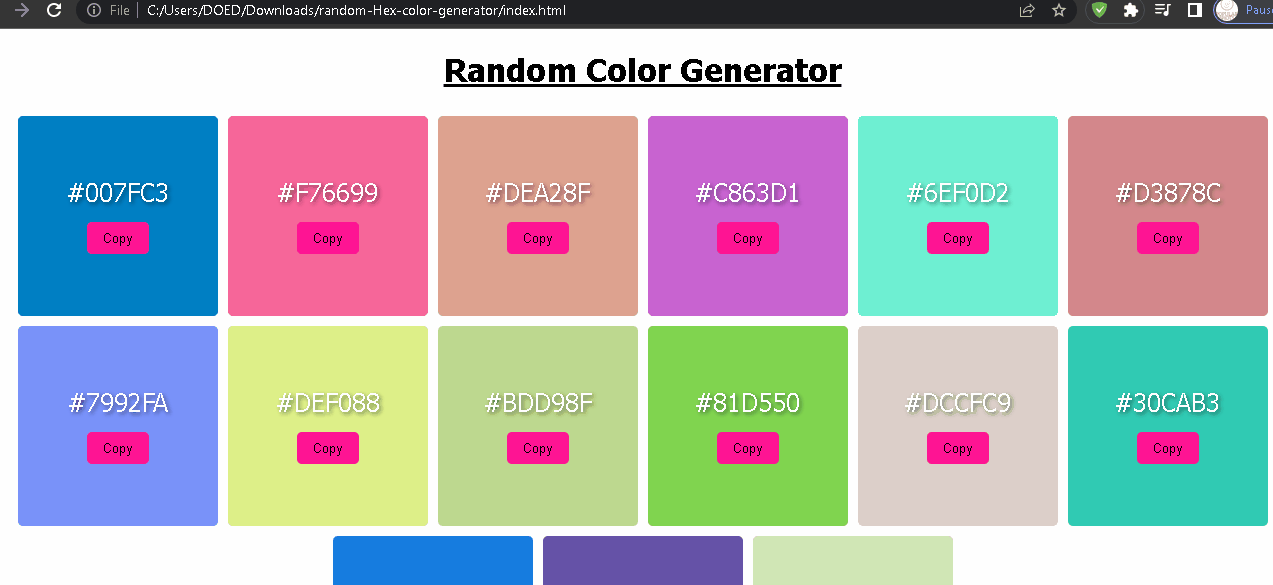 File C:/Users/DOED/Downloads/random-Hex-color-generator/index.html
Random Color Generator
#007FC3 #F76699 #DEA28F #C863D1 #6EF0D2 #D3878C
Copy Copy Copy Copy Copy Copy
#7992FA #DEF088 #BDD98F #81D550 #DCCFC9 #30CAB3
Copy Copy Copy Copy Copy Copy